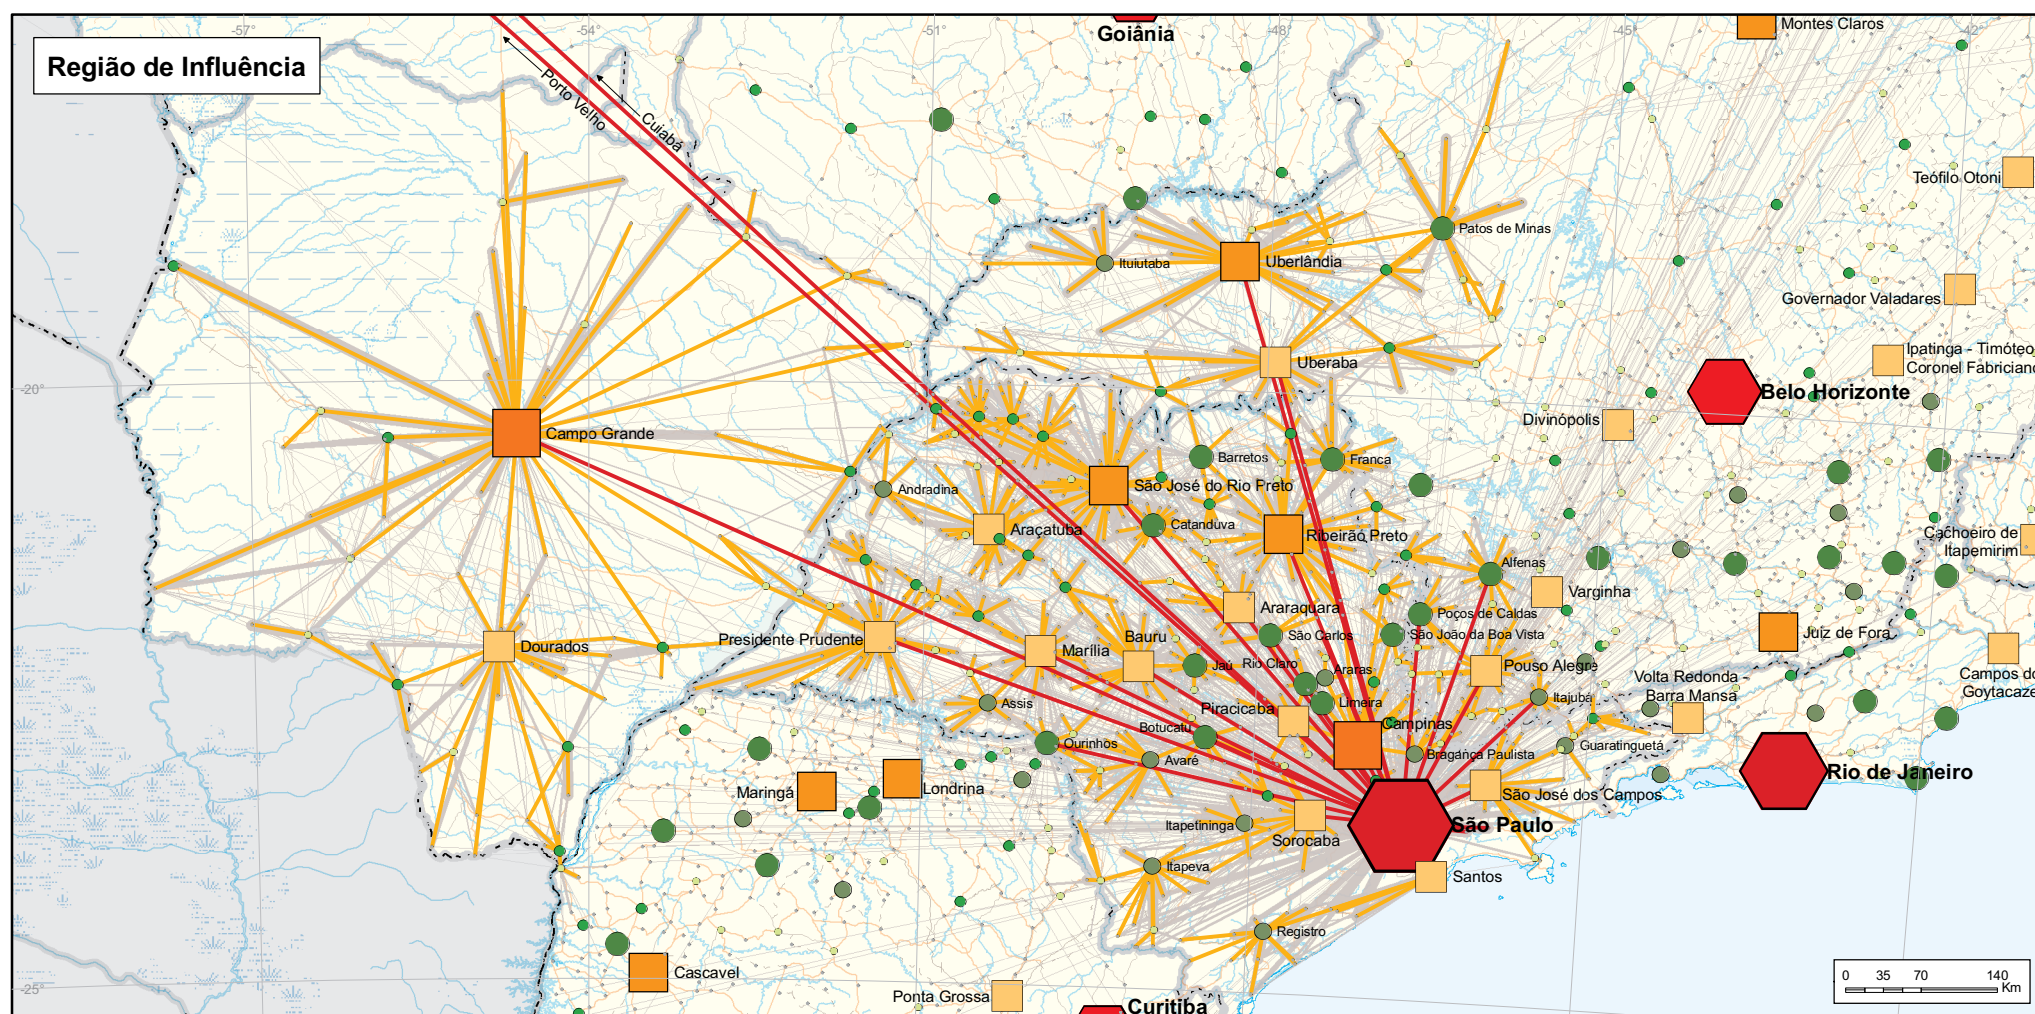 -57°
-54°
-51°
-48°
-45°
-42°
Goiânia
Montes Claros
Região de Influência
Porto Velho
Cuiabá
Teófilo Otoni
Patos de Minas
Ituiutaba
Uberlândia
Governador Valadares
Uberaba
Ipatinga - Timóteo
Coronel Fabriciano
-20°
Belo Horizonte
Divinópolis
Campo Grande
Barretos
Franca
Andradina
São José do Rio Preto
Araçatuba
Catanduva
Ribeirão Preto
Cachoeiro de
Itapemirim
Alfenas
Varginha
Araraquara
Poços de Caldas
Presidente Prudente
Bauru
São Carlos
São João da Boa Vista
Juiz de Fora
Dourados
Marília
Jaú
Rio Claro
Araras
Pouso Alegre
Volta Redonda -
Barra Mansa
Campos do
Goytacaze
Assis
Piracicaba
Limeira
Itajubá
Botucatu
Campinas
Ourinhos
Avaré
Bragança Paulista
Guaratinguetá
Maringá
Londrina
São José dos Campos
Rio de Janeiro
Itapetininga
Sorocaba
São Paulo
Itapeva
Santos
Registro
Cascavel
-25°
Ponta Grossa
Curitiba
0 35 70 140
Km